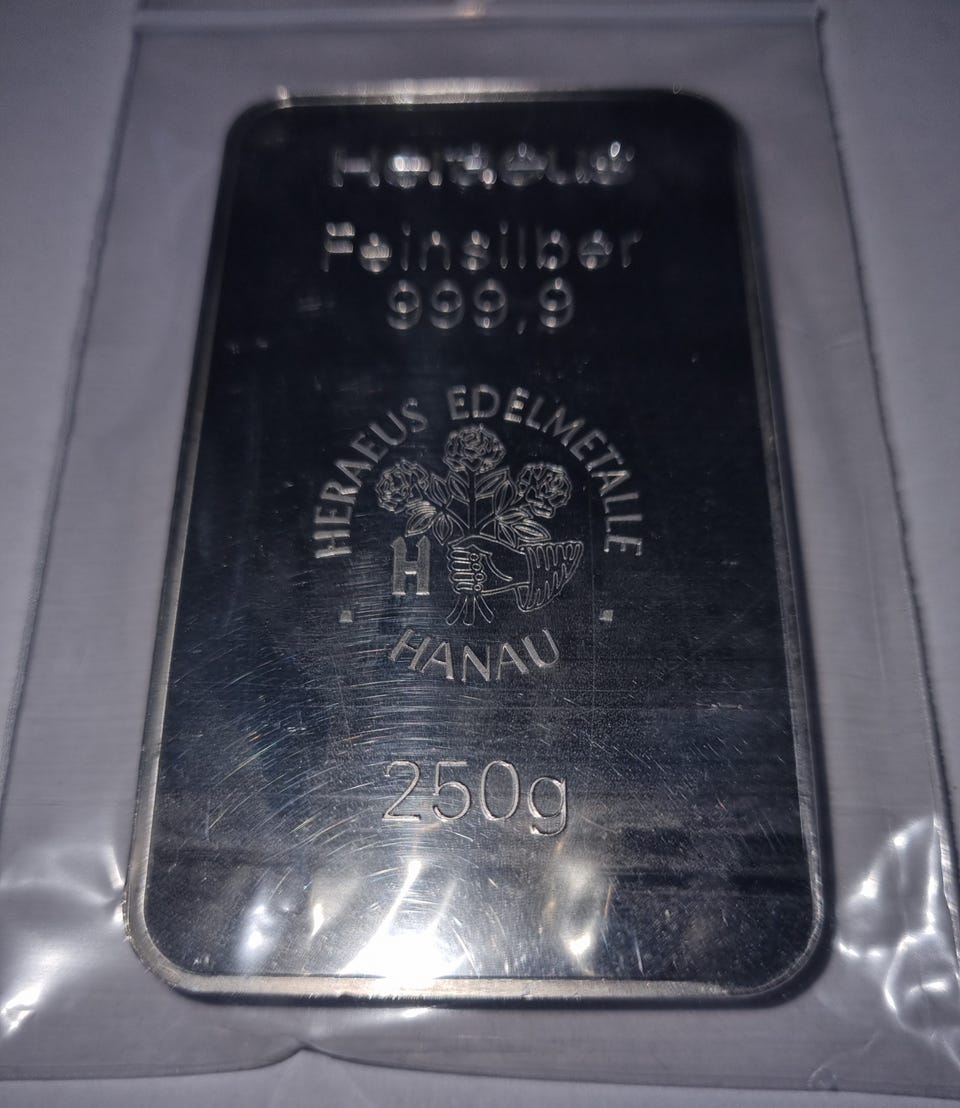 Heraeus
Feinsilber
999,9
HERAEUS EDELMETALLE
H
HANAU
250g